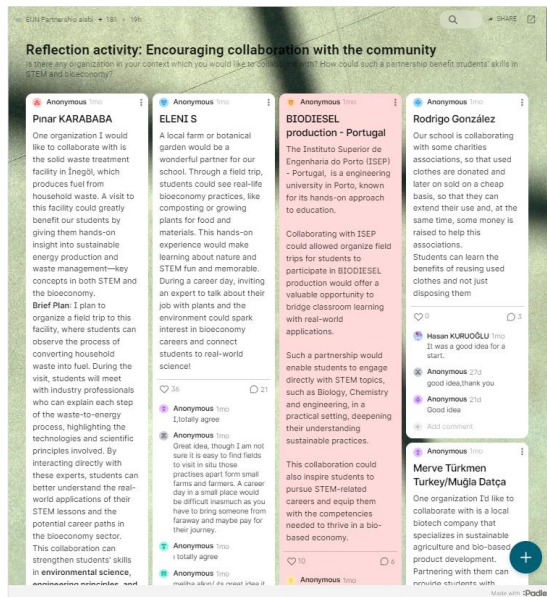 EUN Partnership aisbl + 181 • 19h
SHARE
Reflection activity: Encouraging collaboration with the community
Is there any organization in your context which you would like to collaborate with? How could such a partnership benefit students' skills in
STEM and bioeconomy?
Anonymous 1mo
Pınar KARABABA
One organization I would
like to collaborate with is
the solid waste treatment
facility in İnegöl, which
produces fuel from
household waste. A visit to
this facility could greatly
benefit our students by
giving them hands-on
insight into sustainable
energy production and
waste management—key
concepts in both STEM and
the bioeconomy.
Brief Plan: I plan to
organize a field trip to this
facility, where students can
observe the process of
converting household
waste into fuel. During the
visit, students will meet
with industry professionals
who can explain each step
of the waste-to-energy
process, highlighting the
technologies and scientific
principles involved. By
interacting directly with
these experts, students can
better understand the real-
world applications of their
STEM lessons and the
potential career paths in
the bioeconomy sector.
This collaboration can
strengthen students' skills
in environmental science,
engineering principles, and
Anonymous 1mo
ELENI S
A local farm or botanical
garden would be a
wonderful partner for our
school. Through a field trip,
students could see real-life
bioeconomy practices, like
composting or growing
plants for food and
materials. This hands-on
experience would make
learning about nature and
STEM fun and memorable.
During a career day, inviting
an expert to talk about their
job with plants and the
environment could spark
interest in bioeconomy
careers and connect
students to real-world
science!
36
21
Anonymous 1mo
I,totally agree
Anonymous 1mo
Great idea, though I am not
sure it is easy to find fields
to visit in situ those
practises apart form small
farms and farmers. A career
day in a small place would
be difficult inasmuch as you
have to bring someone from
faraway and maybe pay for
their journey.
Anonymous 1mo
ı totally agree
Anonymous 1mo
Anonymous 1mo
BIODIESEL
production - Portugal
The Instituto Superior de
Engenharia do Porto (ISEP)
- Portugal, is a engineering
university in Porto, known
for its hands-on approach
to education.
Collaborating with ISEP
could allowed organize field
trips for students to
participate in BIODIESEL
production would offer a
valuable opportunity to
bridge classroom learning
with real-world
applications.
Such a partnership would
enable students to engage
directly with STEM topics,
such as Biology, Chemistry
and engineering, in a
practical setting, deepening
their understanding
sustainable practices.
This collaboration could
also inspire students to
pursue STEM-related
careers and equip them
with the competencies
needed to thrive in a bio-
based economy.
10
6
Anonymous 1mo
Anonymous 1mo
Rodrigo González
Our school is collaborating
with some charities
associations, so that used
clothes are donated and
later on sold on a cheap
basis, so that they can
extend their use and, at the
same time, some money is
raised to help this
associations.
Students can learn the
benefits of reusing used
clothes and not just
disposing them
0
3
Hasan KURUOĞLU 1mo
It was a good idea for a
start.
Anonymous 27d
good idea,thank you
Anonymous 21d
Good idea
Add comment
Anonymous 1mo
Merve Türkmen
Turkey/Muğla Datça
One organization I'd like to
collaborate with is a local
biotech company that
specializes in sustainable
agriculture and bio-based
product development.
Partnering with them can
provide students with
Made with :Padle